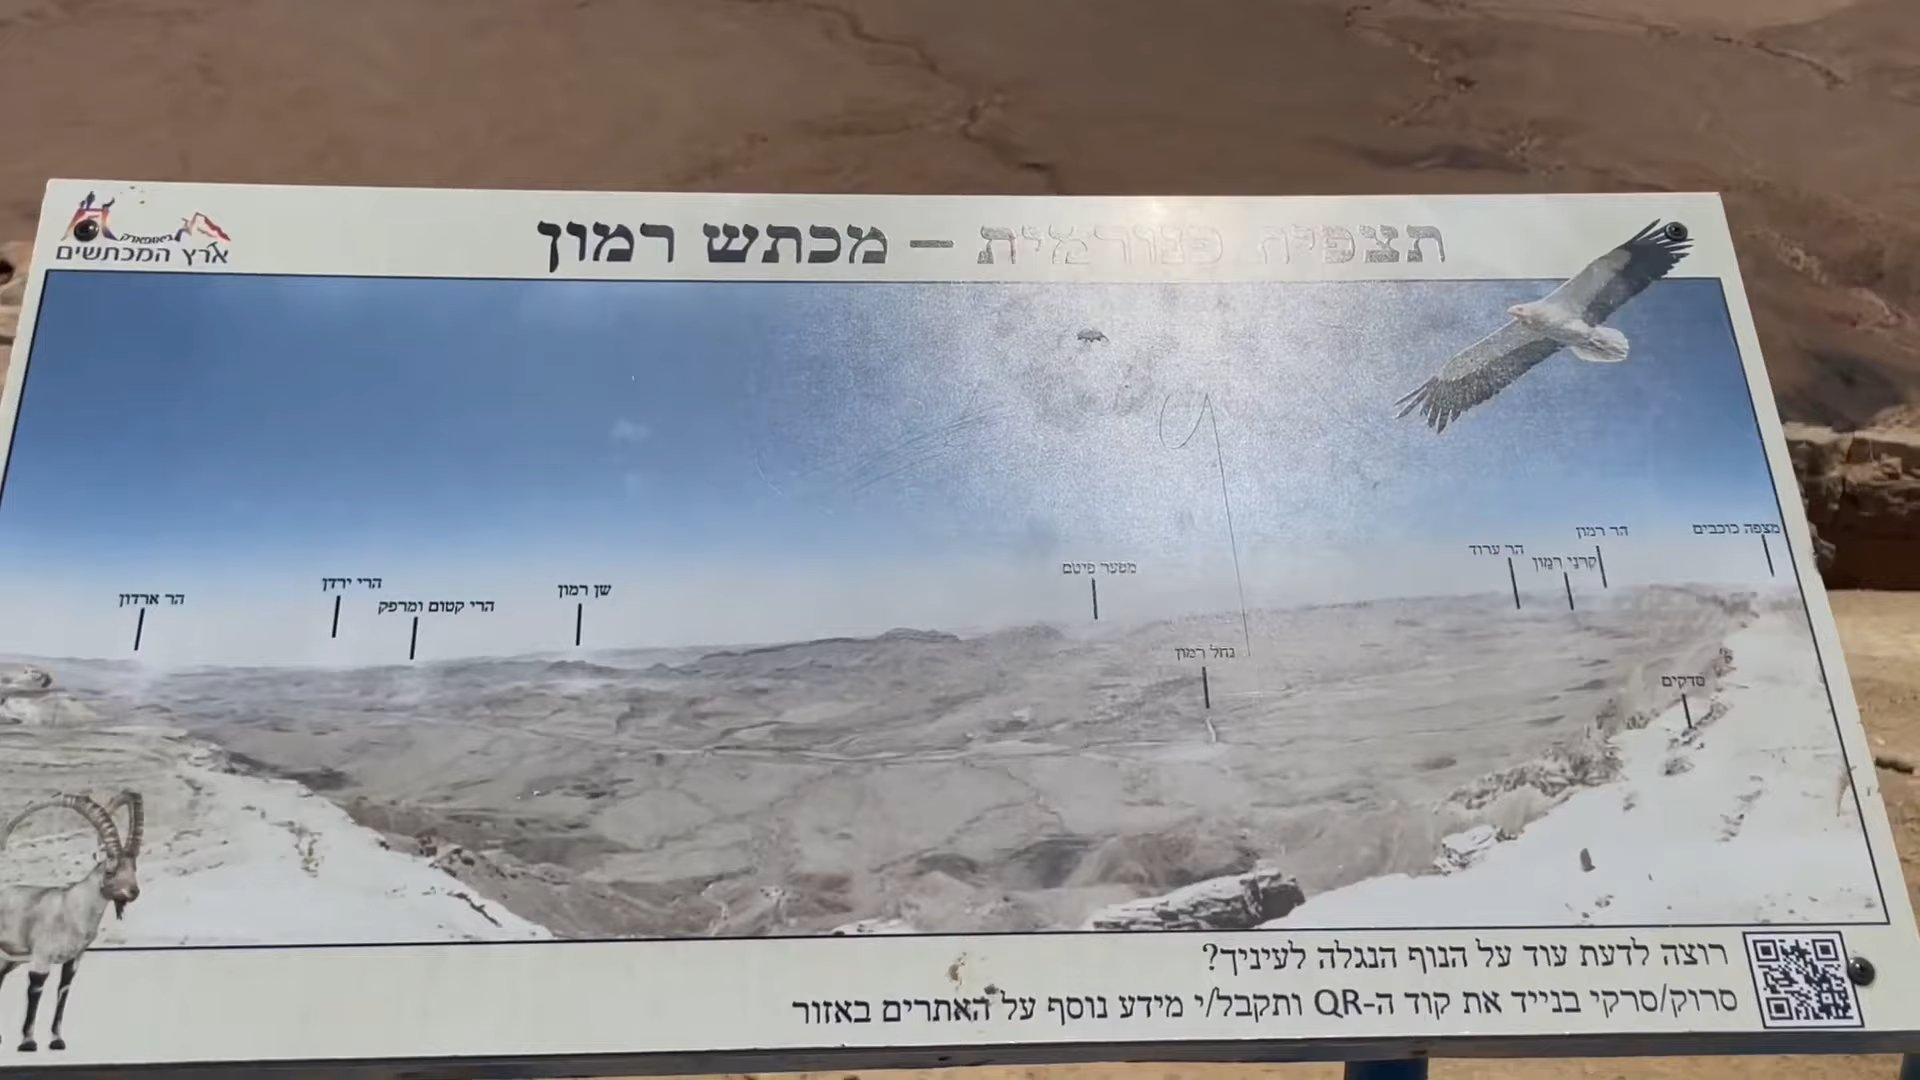 תצפית פנורמית – מכתש רמון
גיאופארק
ארץ המכתשים
מצפה כוכבים
הר רמון
קרני רמון
הר ערוד
מפער פיטם
שן רמון
הרי קטום ומרפק
הרי ירדן
הר ארדון
נחל רמון
סדקים
רוצה לדעת עוד על הנוף הנגלה לעיניך?
סרוק/סרקי בנייד את קוד ה-QR ותקבל/י מידע נוסף על האתרים באזור